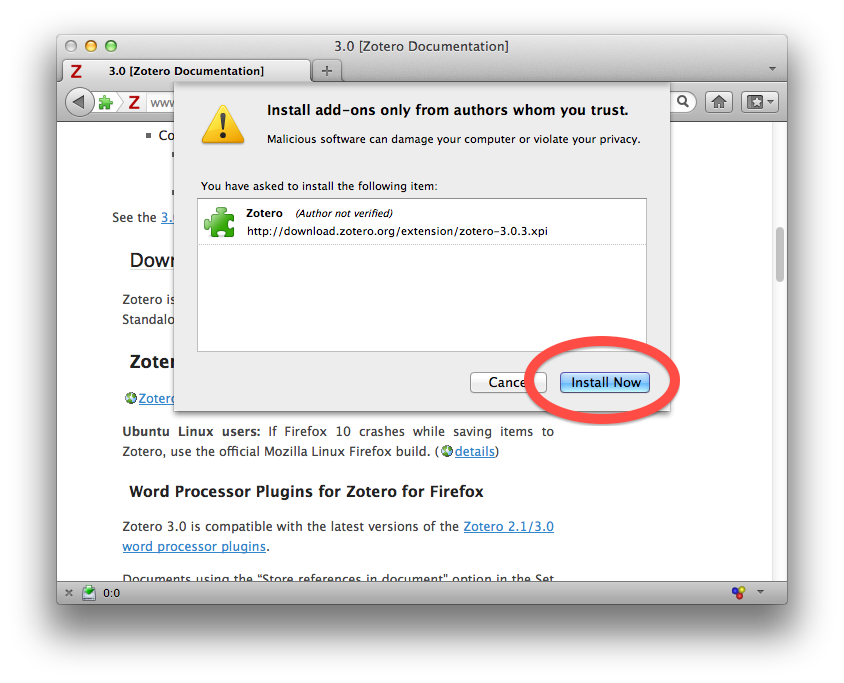 3.0 [Zotero Documentation]
3.0 [Zotero Documentation]
www
Install add-ons only from authors whom you trust.
Malicious software can damage your computer or violate your privacy.
You have asked to install the following item:
Zotero (Author not verified)
http://download.zotero.org/extension/zotero-3.0.3.xpi
Cancel Install Now
Co
See the 3.
Down
Zotero is
Standalo
Zoter
Zotero
Ubuntu Linux users: If Firefox 10 crashes while saving items to
Zotero, use the official Mozilla Linux Firefox build. (details)
Word Processor Plugins for Zotero for Firefox
Zotero 3.0 is compatible with the latest versions of the Zotero 2.1/3.0
word processor plugins.
Documents using the "Store references in document" option in the Set
0:0